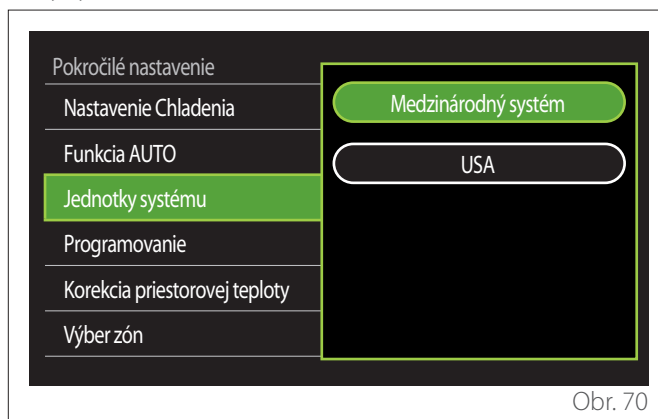 Pokročilé nastavenie
Nastavenie Chladenia
Funkcia AUTO
Jednotky systému
Programovanie
Korekcia priestorovej teploty
Výber zón
Medzinárodný systém
USA
Obr. 70